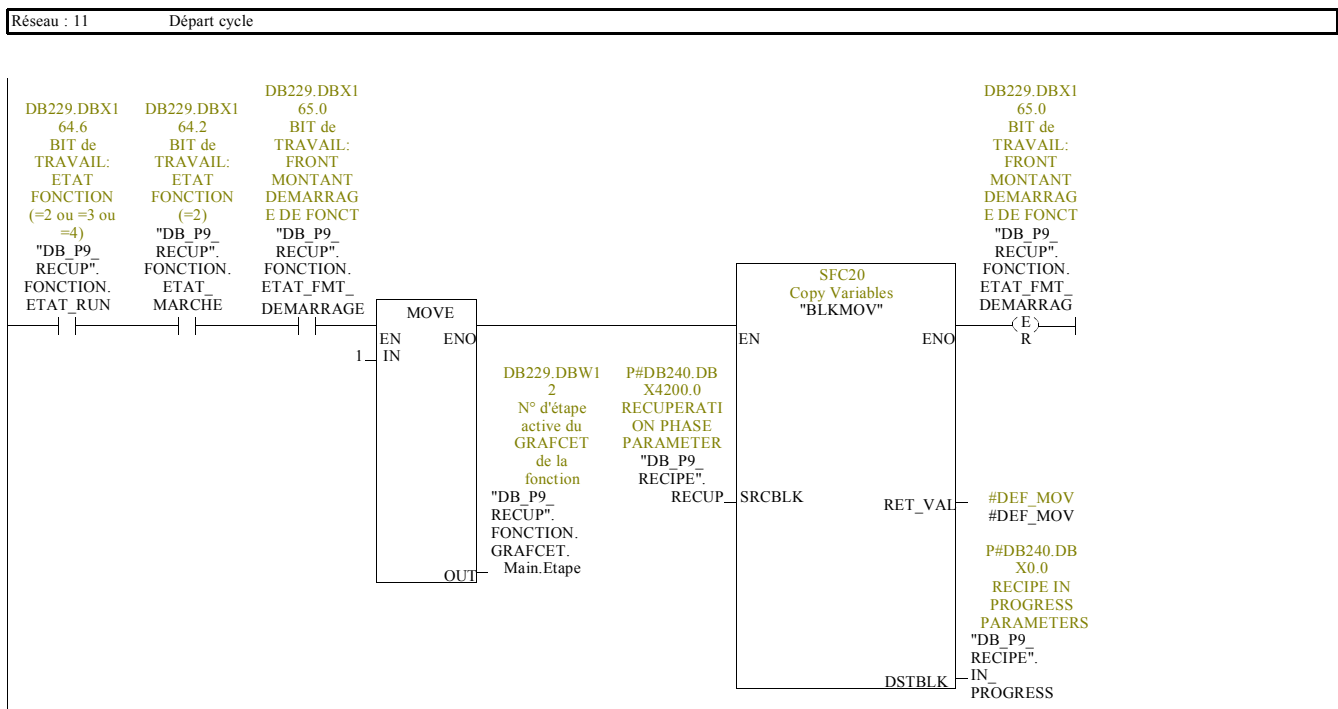 Réseau : 11 Départ cycle
DB229.DBX1
64.6
BIT de
TRAVAIL:
ETAT
FONCTION
(=2 ou =3 ou
=4)
"DB_P9_
RECUP".
FONCTION.
ETAT_RUN
DB229.DBX1
64.2
BIT de
TRAVAIL:
ETAT
FONCTION
(=2)
"DB_P9_
RECUP".
FONCTION.
ETAT_
MARCHE
DB229.DBX1
65.0
BIT de
TRAVAIL:
FRONT
MONTANT
DEMARRAG
E DE FONCT
"DB_P9_
RECUP".
FONCTION.
ETAT_FMT_
DEMARRAGE
MOVE
EN ENO
1 IN
OUT
DB229.DBW1
2
N° d'étape
active du
GRAFCET
de la
fonction
"DB_P9_
RECUP".
FONCTION.
GRAFCET.
Main.Etape
P#DB240.DB
X4200.0
RECUPERATI
ON PHASE
PARAMETER
"DB_P9_
RECIPE".
RECUP
SFC20
Copy Variables
"BLKMOV"
EN ENO
SRCBLK
RET_VAL
DSTBLK
#DEF_MOV
#DEF_MOV
P#DB240.DB
X0.0
RECIPE IN
PROGRESS
PARAMETERS
"DB_P9_
RECIPE".
IN_
PROGRESS
DB229.DBX1
65.0
BIT de
TRAVAIL:
FRONT
MONTANT
DEMARRAG
E DE FONCT
"DB_P9_
RECUP".
FONCTION.
ETAT_FMT_
DEMARRAG
E
R